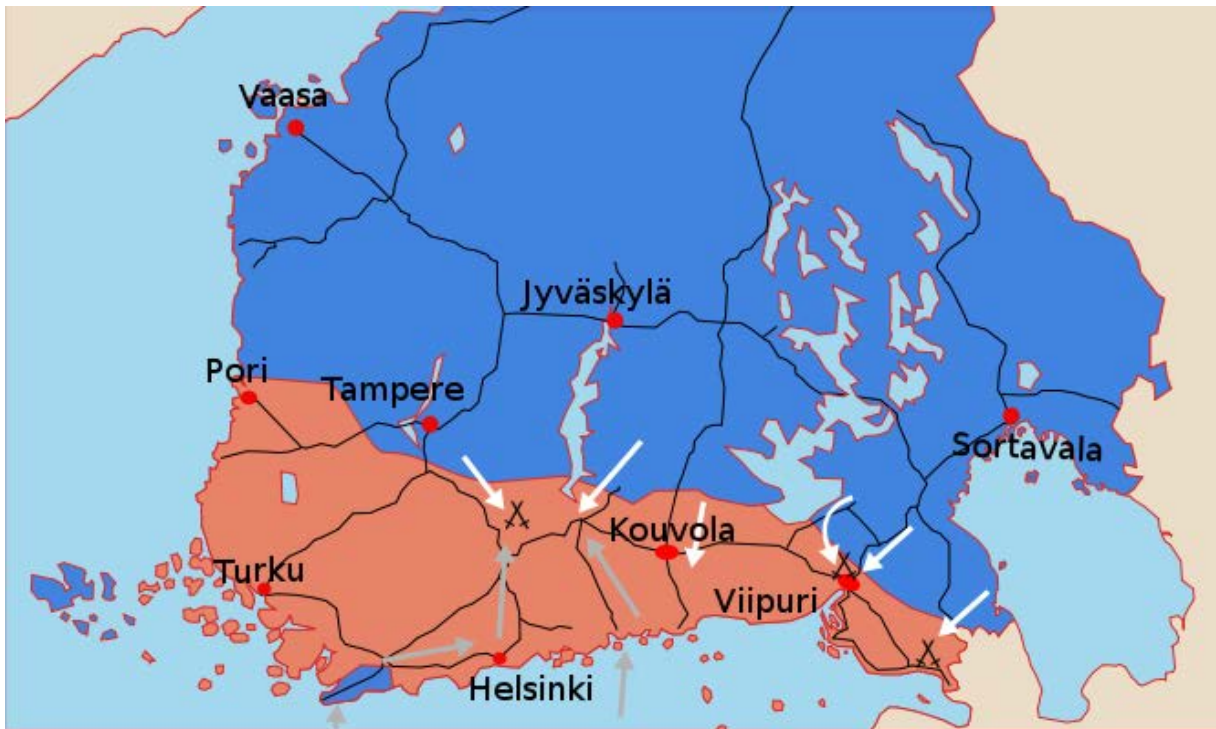 Vaasa
Jyväskylä
Pori
Tampere
Sortavala
Kouvola
Turku
Viipuri
Helsinki